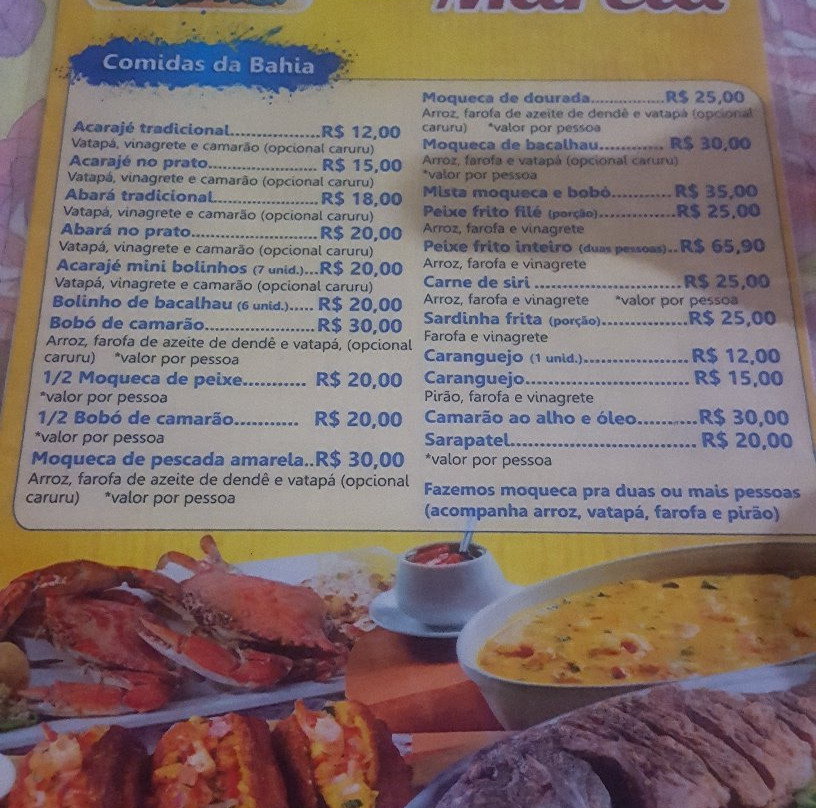 Comidas da Bahia
Acarajé tradicional.................R$ 12,00
Vatapá, vinagrete e camarão (opcional caruru)
Acarajé no prato..................... R$ 15,00
Vatapá, vinagrete e camarão (opcional caruru)
Abará tradicional....................R$ 18,00
Vatapá, vinagrete e camarão (opcional caruru)
Abará no prato........................R$ 20,00
Vatapá, vinagrete e camarão (opcional caruru)
Acarajé mini bolinhos (7 unid.)...R$ 20,00
Vatapá, vinagrete e camarão (opcional caruru)
Bolinho de bacalhau (6 unid.)..... R$ 20,00
Bobó de camarão.....................R$ 30,00
Arroz, farofa de azeite de dendê e vatapá, (opcional
caruru) *valor por pessoa
1/2 Moqueca de peixe........... R$ 20,00
*valor por pessoa
1/2 Bobó de camarão........... R$ 20,00
*valor por pessoa
Moqueca de pescada amarela..R$ 30,00
Arroz, farofa de azeite de dendê e vatapá (opcional
caruru) *valor por pessoa
Moqueca de dourada................R$ 25,00
Arroz, farofa de azeite de dendê e vatapá (opcional
caruru) *valor por pessoa
Moqueca de bacalhau............ R$ 30,00
Arroz, farofa e vatapá (opcional caruru)
*valor por pessoa
Mista moqueca e bobó...........R$ 35,00
Peixe frito filé (porção)..............R$ 25,00
Arroz, farofa e vinagrete
Peixe frito inteiro (duas pessoas)..R$ 65,90
Arroz, farofa e vinagrete
Carne de siri ...........................R$ 25,00
Arroz, farofa e vinagrete *valor por pessoa
Sardinha frita (porção)................R$ 25,00
Farofa e vinagrete
Caranguejo (1 unid.)................... R$ 12,00
Caranguejo.............................. R$ 15,00
Pirão, farofa e vinagrete
Camarão ao alho e óleo..........R$ 30,00
Sarapatel.................................. R$ 20,00
*valor por pessoa
Fazemos moqueca pra duas ou mais pessoas
(acompanha arroz, vatapá, farofa e pirão)